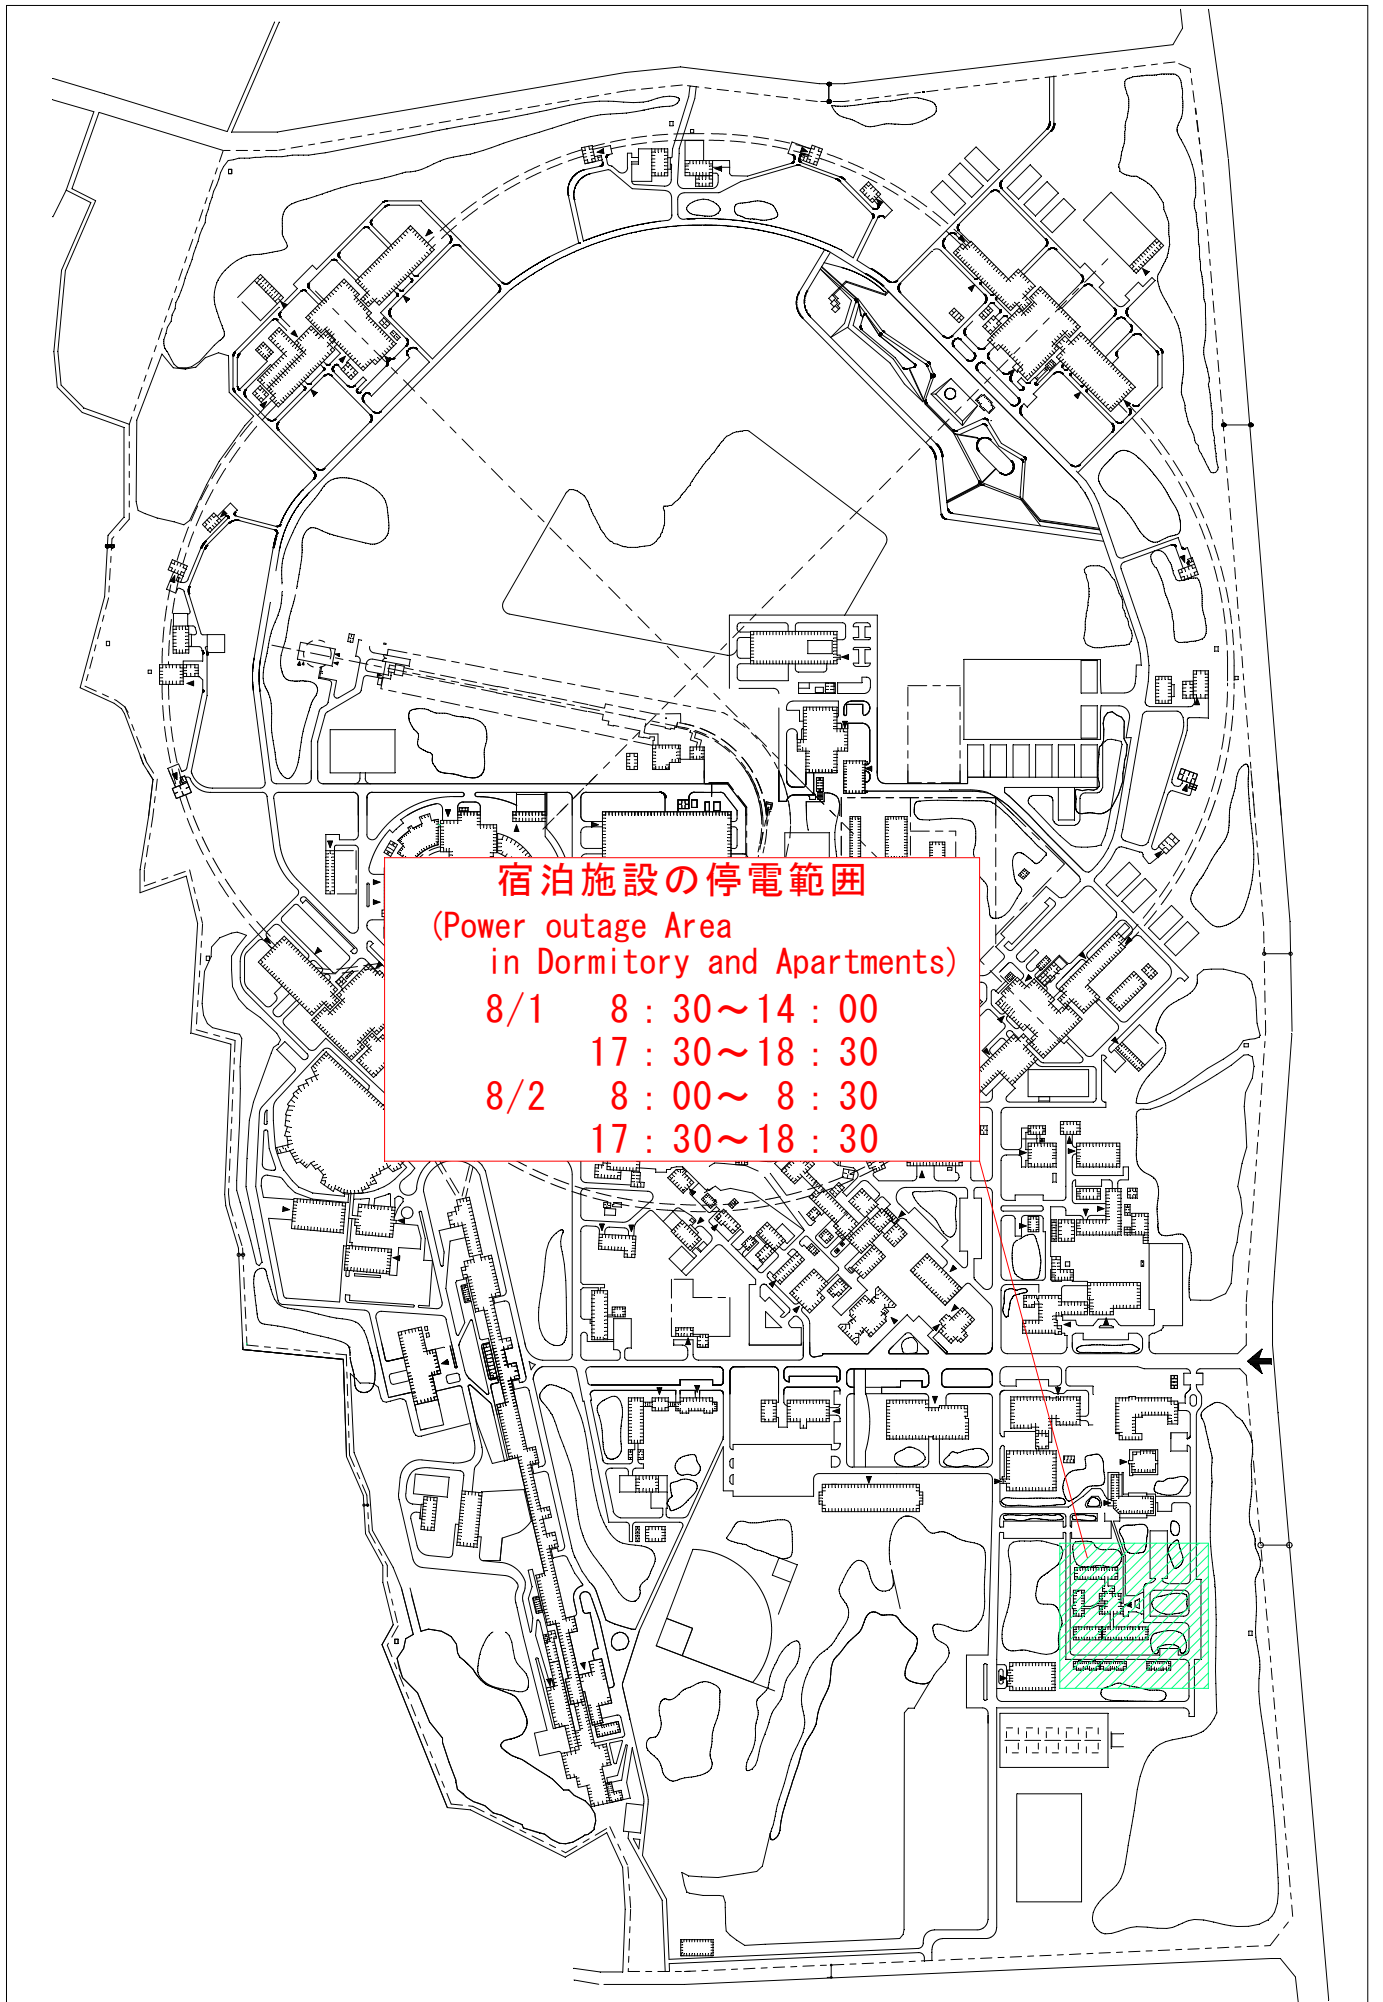 宿泊施設の停電範囲
(Power outage Area
in Dormitory and Apartments)
8/1 8：30～14：00
17：30～18：30
8/2 8：00～ 8：30
17：30～18：30